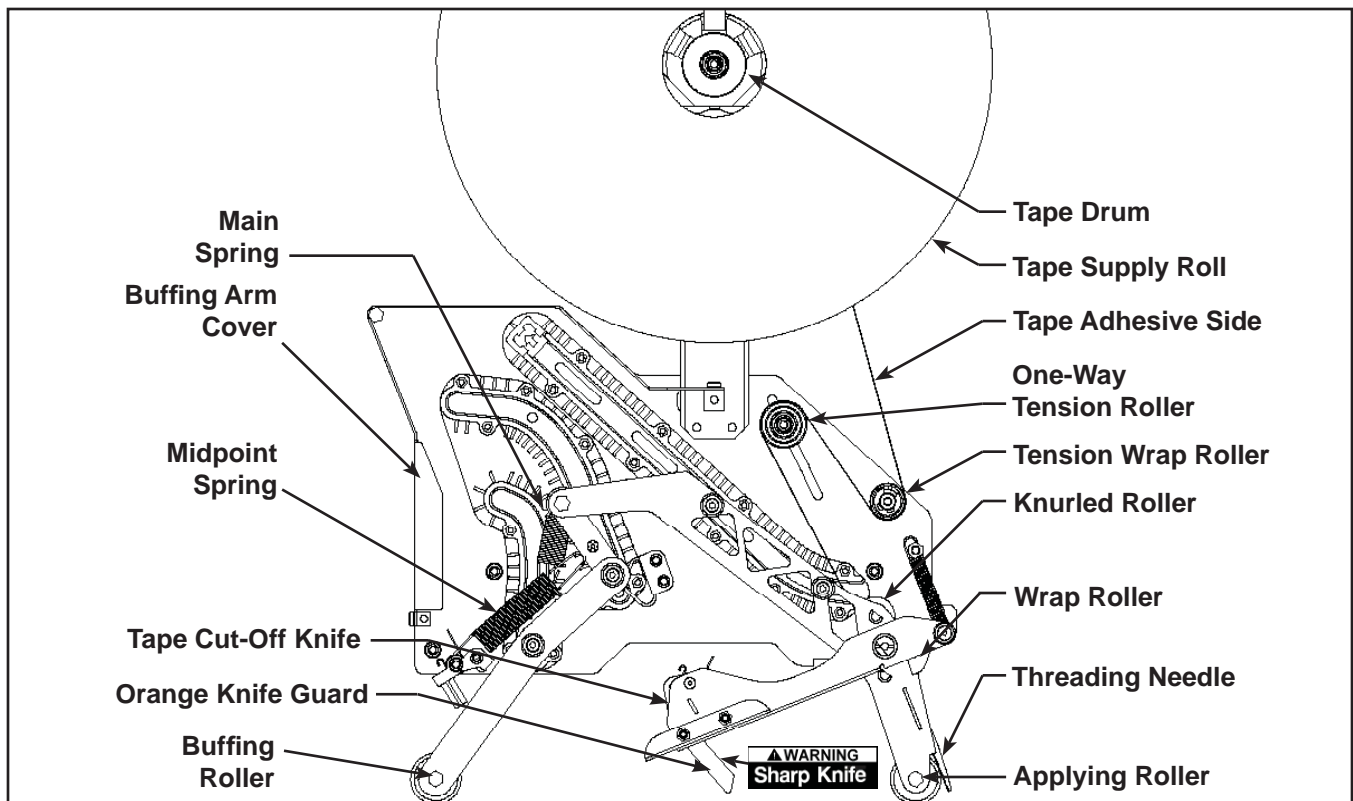 Main
Spring
Buffing Arm
Cover
Midpoint
Spring
Tape Cut-Off Knife
Orange Knife Guard
Buffing
Roller
WARNING
Sharp Knife
Tape Drum
Tape Supply Roll
Tape Adhesive Side
One-Way
Tension Roller
Tension Wrap Roller
Knurled Roller
Wrap Roller
Threading Needle
Applying Roller